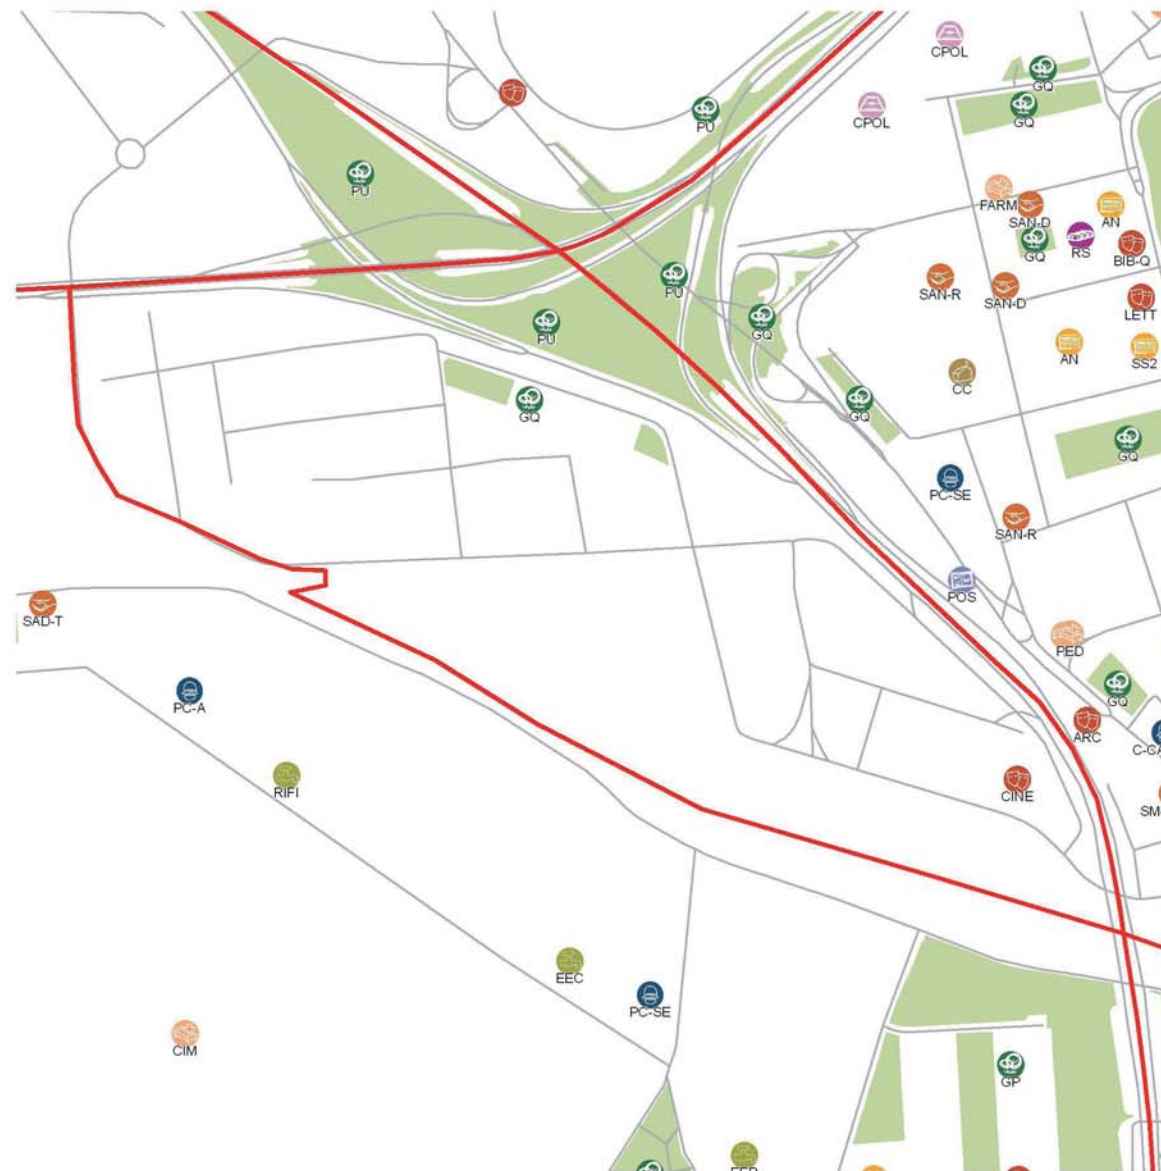 CPOL
GQ
GQ
CPOL
PU
PU
FARM
SAN-D
AN
GQ
RS
BIB-Q
SAN-R
SAN-D
LETT
PU
GQ
PU
AN
SS2
CC
GQ
GQ
GQ
PC-SE
SAN-R
POS
SAD-T
PED
PC-A
GQ
ARC
RIFI
CINE
EEC
PC-SE
CIM
GP